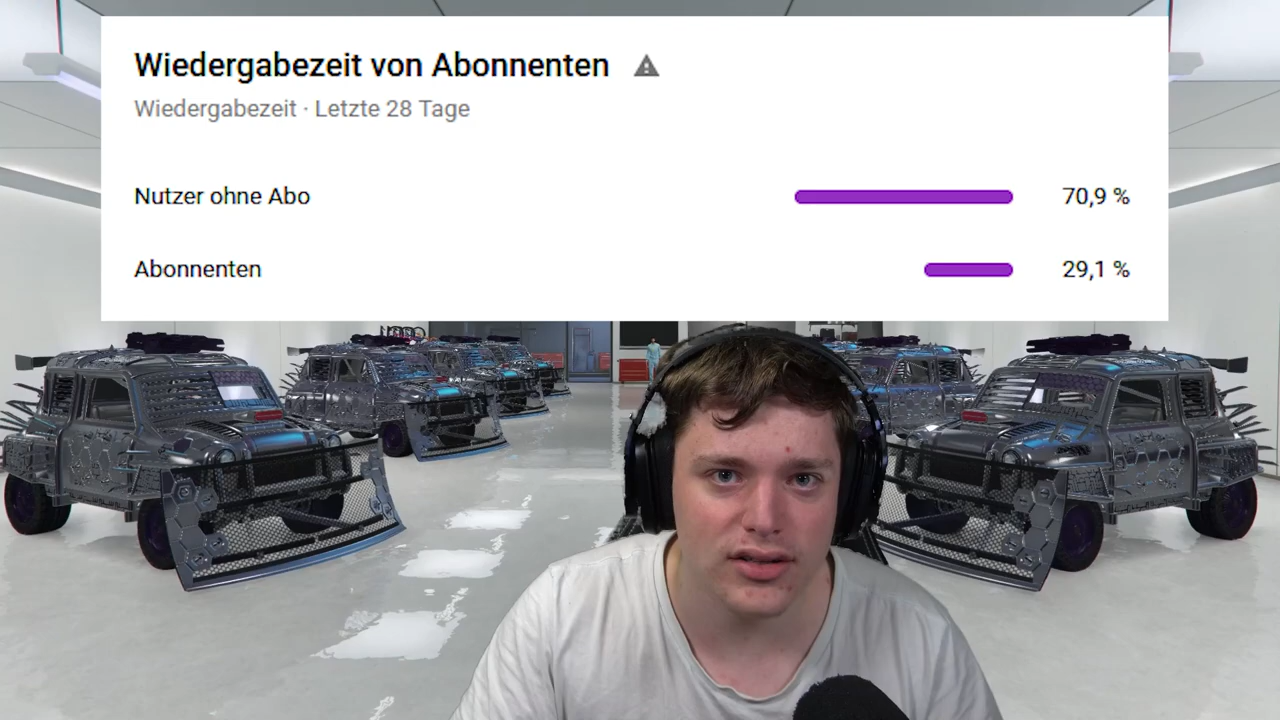 Wiedergabezeit von Abonnenten
Wiedergabezeit · Letzte 28 Tage
Nutzer ohne Abo 70,9 %
Abonnenten 29,1 %